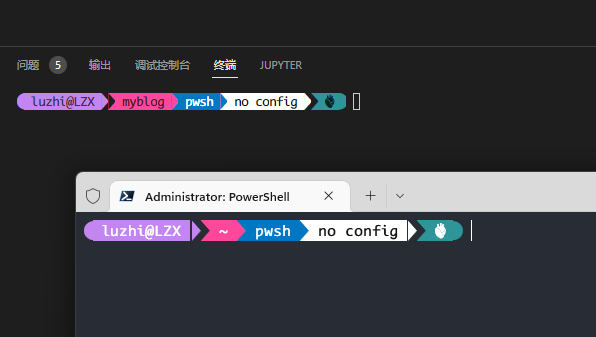 问题 5 输出 调试控制台 终端 JUPYTER
luzhi@LZX myblog pwsh no config
Administrator: PowerShell
luzhi@LZX ~ pwsh no config